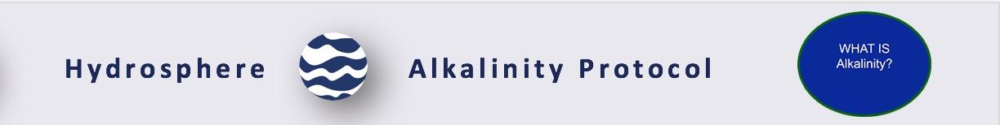 Hydrosphere Alkalinity Protocol
WHAT IS
Alkalinity?